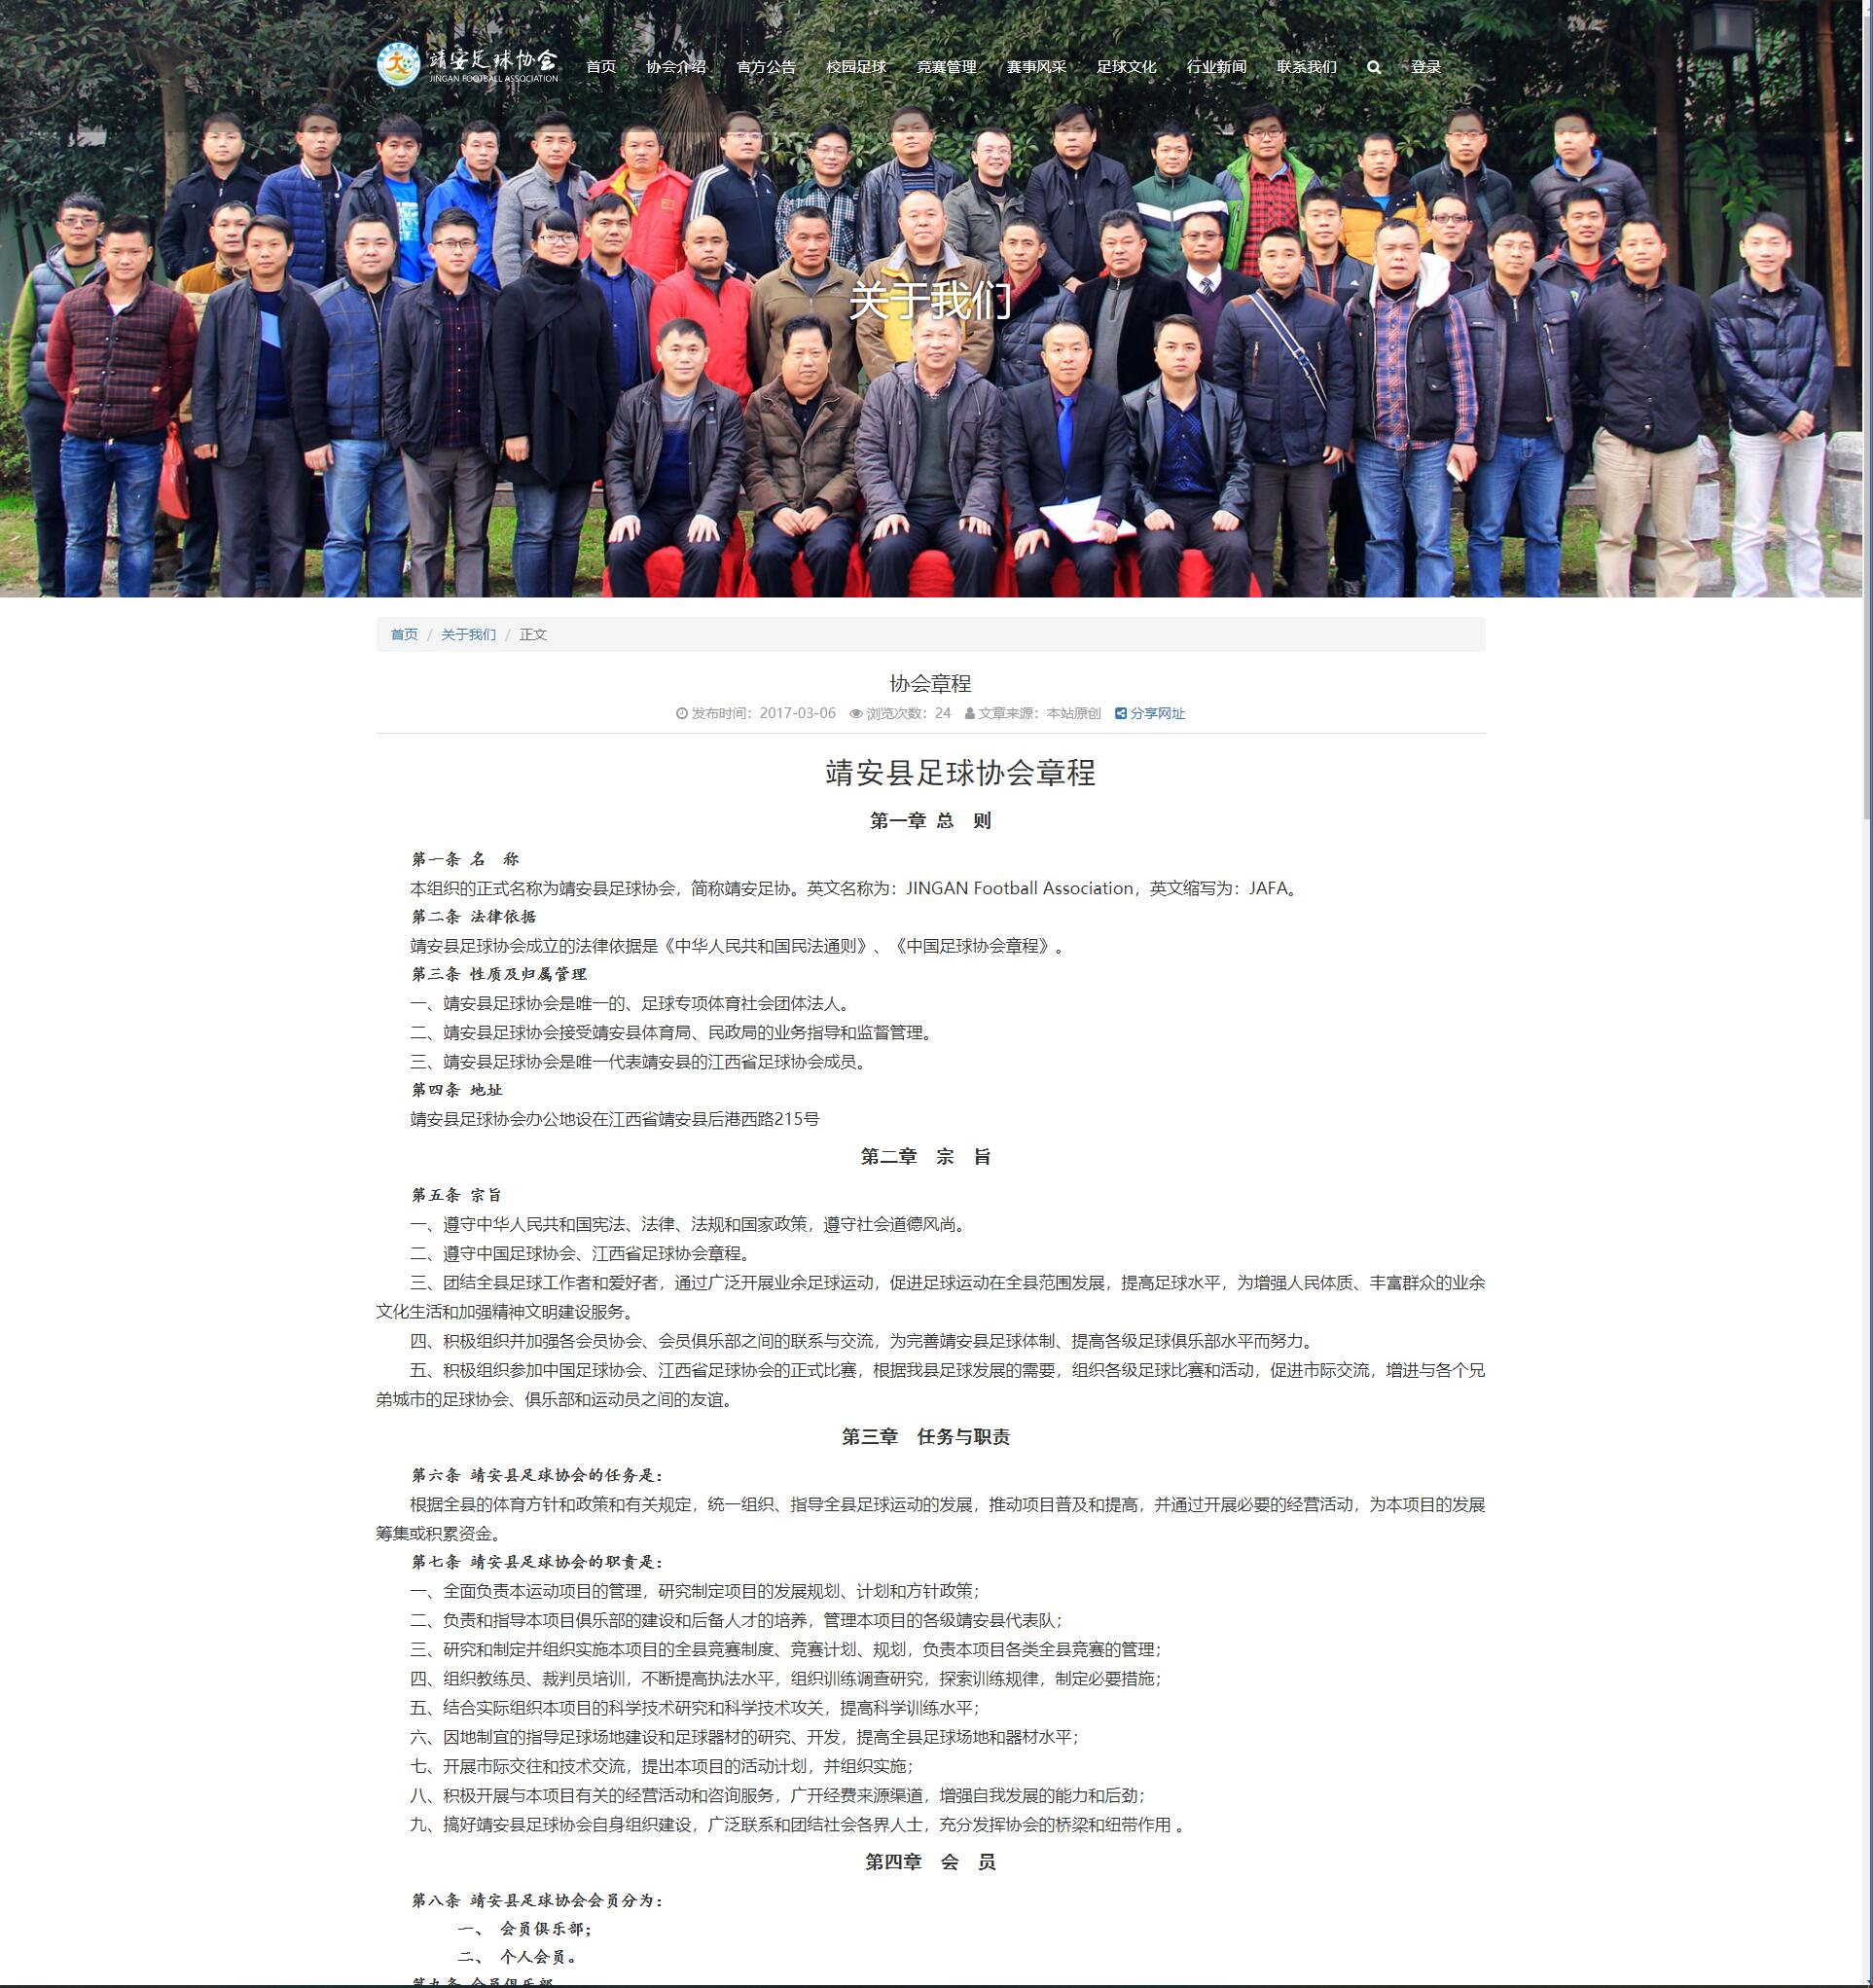 靖安足球协会
JINGAN FOOTBALL ASSOCIATION
首页 协会介绍 官方公告 校园足球 竞赛管理 赛事风采 足球文化 行业新闻 联系我们 登录
关于我们
首页 / 关于我们 / 正文
协会章程
发布时间：2017-03-06 浏览次数：24 文章来源：本站原创 分享网址
靖安县足球协会章程
第一章 总 则
第一条 名 称
本组织的正式名称为靖安县足球协会，简称靖安足协。英文名称为：JINGAN Football Association，英文缩写为：JAFA。
第二条 法律依据
靖安县足球协会成立的法律依据是《中华人民共和国民法通则》、《中国足球协会章程》。
第三条 性质及归属管理
一、靖安县足球协会是唯一的、足球专项体育社会团体法人。
二、靖安县足球协会接受靖安县体育局、民政局的业务指导和监督管理。
三、靖安县足球协会是唯一代表靖安县的江西省足球协会成员。
第四条 地址
靖安县足球协会办公地设在江西省靖安县后港西路215号
第二章 宗 旨
第五条 宗旨
一、遵守中华人民共和国宪法、法律、法规和国家政策，遵守社会道德风尚。
二、遵守中国足球协会、江西省足球协会章程。
三、团结全县足球工作者和爱好者，通过广泛开展业余足球运动，促进足球运动在全县范围发展，提高足球水平，为增强人民体质、丰富群众的业余
文化生活和加强精神文明建设服务。
四、积极组织并加强各会员协会、会员俱乐部之间的联系与交流，为完善靖安县足球体制、提高各级足球俱乐部水平而努力。
五、积极组织参加中国足球协会、江西省足球协会的正式比赛，根据我县足球发展的需要，组织各级足球比赛和活动，促进市际交流，增进与各个兄
弟城市的足球协会、俱乐部和运动员之间的友谊。
第三章 任务与职责
第六条 靖安县足球协会的任务是：
根据全县的体育方针和政策和有关规定，统一组织、指导全县足球运动的发展，推动项目普及和提高，并通过开展必要的经营活动，为本项目的发展
筹集或积累资金。
第七条 靖安县足球协会的职责是：
一、全面负责本运动项目的管理，研究制定项目的发展规划、计划和方针政策；
二、负责和指导本项目俱乐部的建设和后备人才的培养，管理本项目的各级靖安县代表队；
三、研究和制定并组织实施本项目的全县竞赛制度、竞赛计划、规划，负责本项目各类全县竞赛的管理；
四、组织教练员、裁判员培训，不断提高执法水平，组织训练调查研究，探索训练规律，制定必要措施；
五、结合实际组织本项目的科学技术研究和科学技术攻关，提高科学训练水平；
六、因地制宜的指导足球场地建设和足球器材的研究、开发，提高全县足球场地和器材水平；
七、开展市际交往和技术交流，提出本项目的活动计划，并组织实施；
八、积极开展与本项目有关的经营活动和咨询服务，广开经费来源渠道，增强自我发展的能力和后劲；
九、搞好靖安县足球协会自身组织建设，广泛联系和团结社会各界人士，充分发挥协会的桥梁和纽带作用 。
第四章 会 员
第八条 靖安县足球协会会员分为：
一、 会员俱乐部；
二、 个人会员。
第九条 会员俱乐部